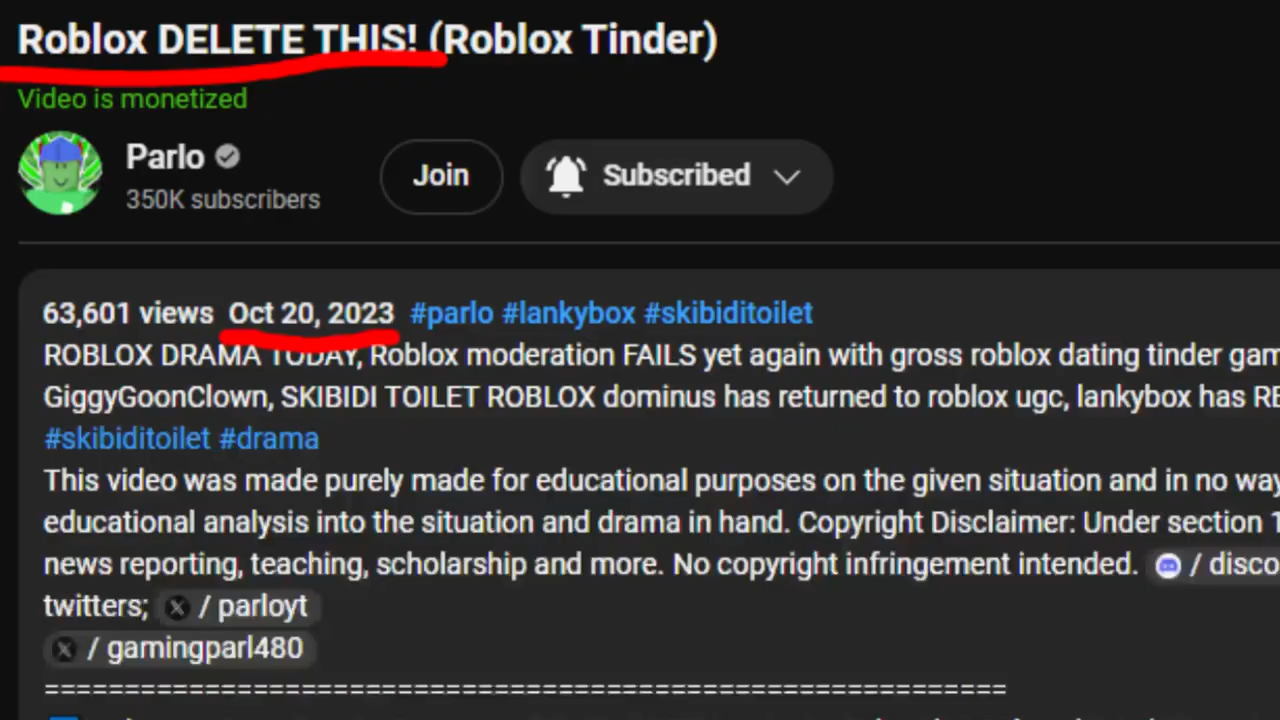 Roblox DELETE THIS! (Roblox Tinder)
Video is monetized
Parlo
350K subscribers
Join
Subscribed
63,601 views Oct 20, 2023 #parlo #lankybox #skibiditoilet
ROBLOX DRAMA TODAY, Roblox moderation FAILS yet again with gross roblox dating tinder gam
GiggyGoonClown, SKIBIDI TOILET ROBLOX dominus has returned to roblox ugc, lankybox has RE
#skibiditoilet #drama
This video was made purely made for educational purposes on the given situation and in no way
educational analysis into the situation and drama in hand. Copyright Disclaimer: Under section 1
news reporting, teaching, scholarship and more. No copyright infringement intended. / disco
twitters; / parloyt
/ gamingparl480
============================================================